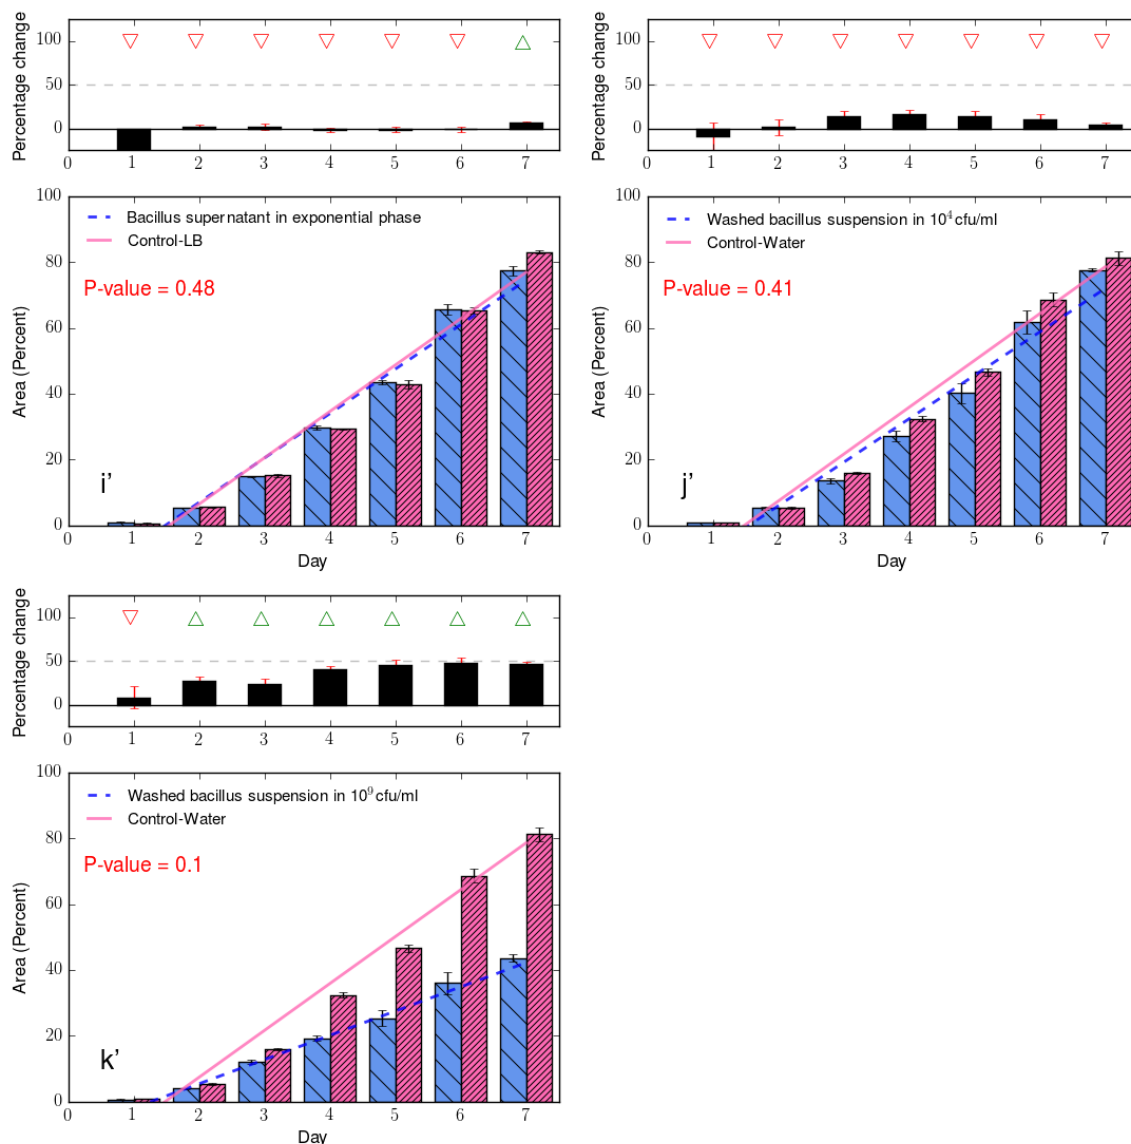 Percentage change
100
50
0
0 1 2 3 4 5 6 7
Percentage change
100
50
0
0 1 2 3 4 5 6 7
Area (Percent)
100
80
60
40
20
0
Bacillus supernatant in exponential phase
Control-LB
P-value = 0.48
i’
0 1 2 3 4 5 6 7
Day
Area (Percent)
100
80
60
40
20
0
Washed bacillus suspension in 10⁴ cfu/ml
Control-Water
P-value = 0.41
j’
0 1 2 3 4 5 6 7
Day
Percentage change
100
50
0
0 1 2 3 4 5 6 7
Area (Percent)
100
80
60
40
20
0
Washed bacillus suspension in 10⁹ cfu/ml
Control-Water
P-value = 0.1
k’
0 1 2 3 4 5 6 7
Day